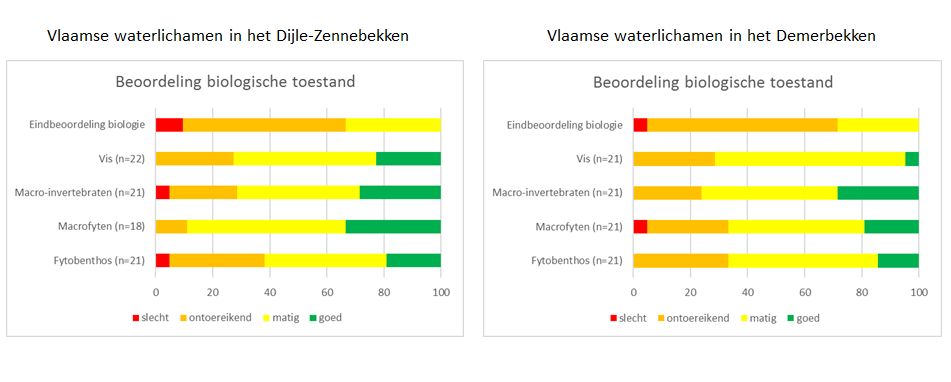 Vlaamse waterlichamen in het Dijle-Zennebekken
Beoordeling biologische toestand
Eindbeoordeling biologie
Vis (n=22)
Macro-invertebraten (n=21)
Macrofyten (n=18)
Fytobenthos (n=21)
0 20 40 60 80 100
slecht ontoereikend matig goed
Vlaamse waterlichamen in het Demerbekken
Beoordeling biologische toestand
Eindbeoordeling biologie
Vis (n=21)
Macro-invertebraten (n=21)
Macrofyten (n=21)
Fytobenthos (n=21)
0 20 40 60 80 100
slecht ontoereikend matig goed